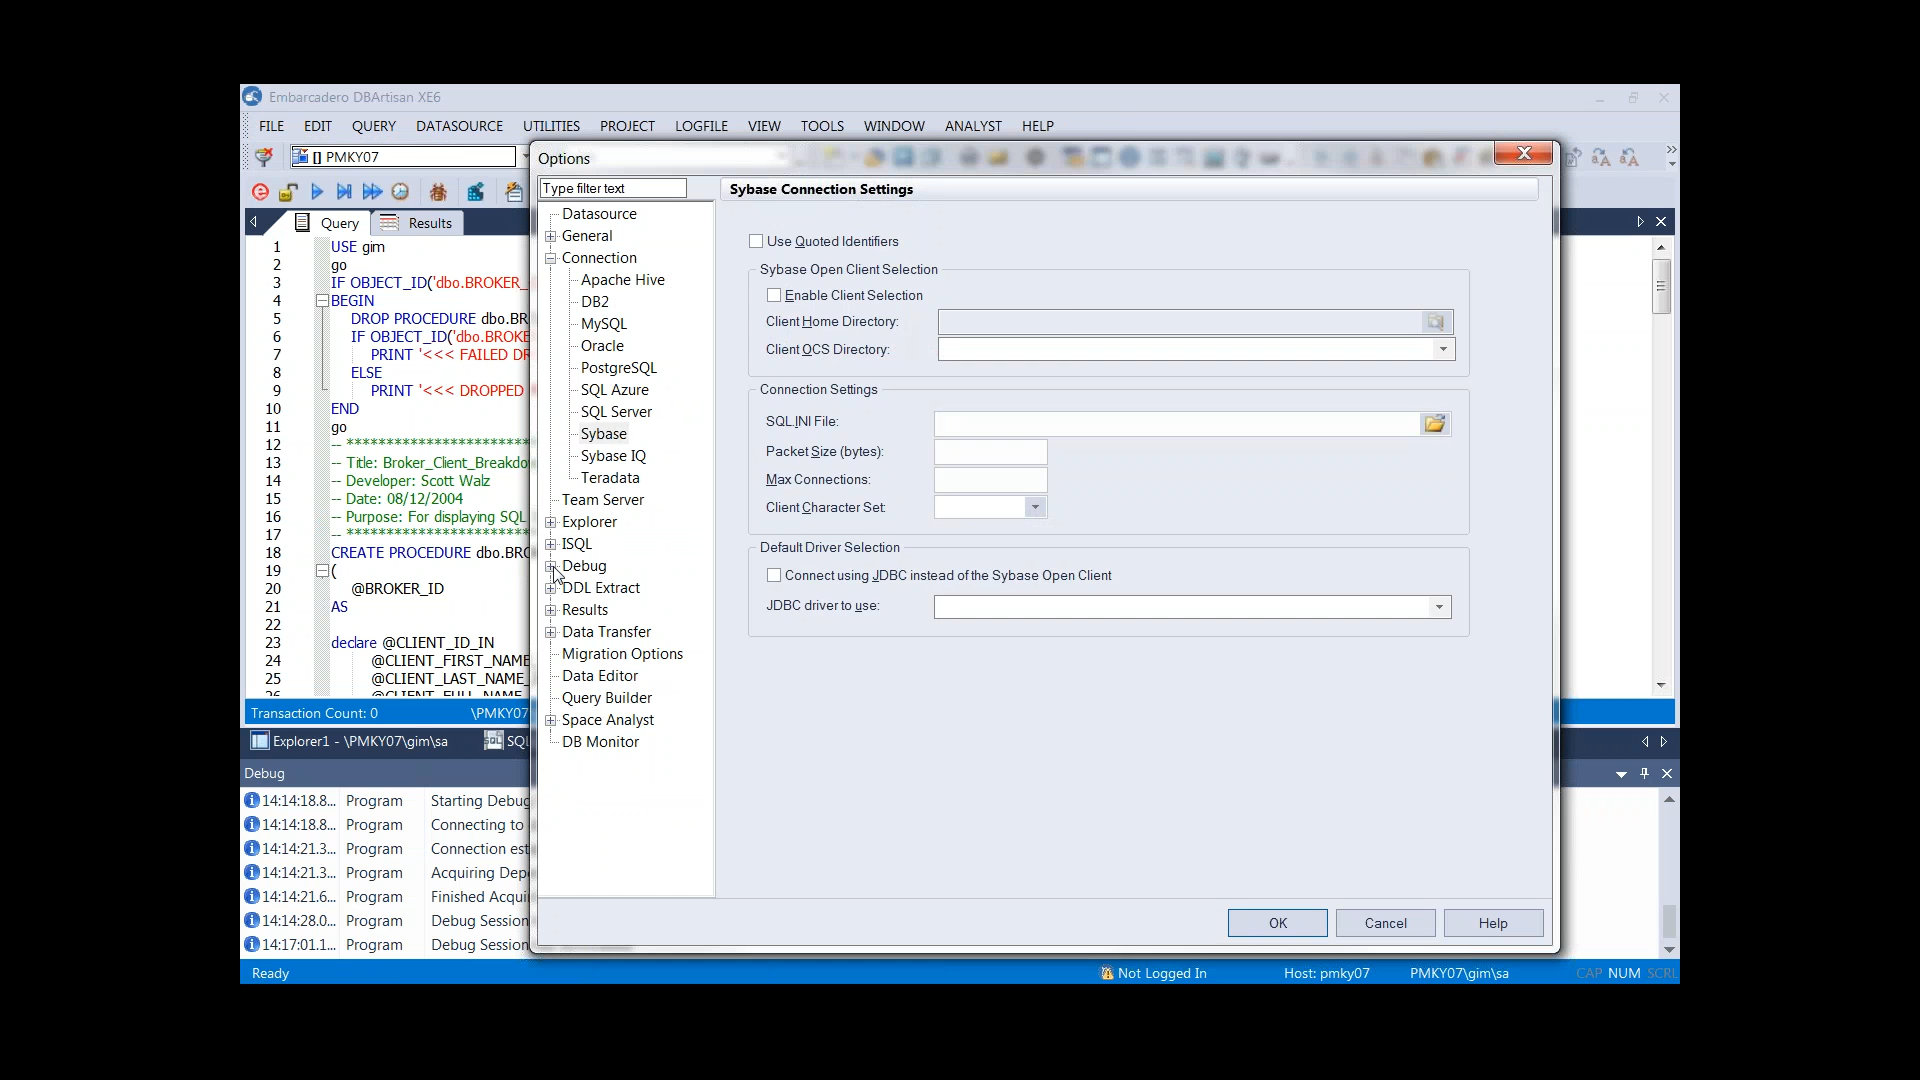 Embarcadero DBArtisan XE6
FILE EDIT QUERY DATASOURCE UTILITIES PROJECT LOGFILE VIEW TOOLS WINDOW ANALYST HELP
[] PMKY07
Query Results
1 USE gim
2 go
3 IF OBJECT_ID('dbo.BROKER_
4 BEGIN
5 DROP PROCEDURE dbo.BR
6 IF OBJECT_ID('dbo.BROKE
7 PRINT '<<< FAILED DR
8 ELSE
9 PRINT '<<< DROPPED
10 END
11 go
12 -- **************************
13 -- Title: Broker_Client_Breakdo
14 -- Developer: Scott Walz
15 -- Date: 08/12/2004
16 -- Purpose: For displaying SQL
17 -- **************************
18 CREATE PROCEDURE dbo.BRO
19 (
20 @BROKER_ID
21 AS
22
23 declare @CLIENT_ID_IN
24 @CLIENT_FIRST_NAME
25 @CLIENT_LAST_NAME_
26 @CLIENT_FULL_NAME
Transaction Count: 0 \PMKY07
Explorer1 - \PMKY07\gim\sa SQL
Debug
14:14:18.8... Program Starting Debug
14:14:18.8... Program Connecting to
14:14:21.3... Program Connection est
14:14:21.3... Program Acquiring Depe
14:14:21.6... Program Finished Acqui
14:14:28.0... Program Debug Session
14:17:01.1... Program Debug Session
Ready Not Logged In Host: pmky07 PMKY07\gim\sa CAP NUM SCRL
Options
Type filter text
Datasource
General
Connection
Apache Hive
DB2
MySQL
Oracle
PostgreSQL
SQL Azure
SQL Server
Sybase
Sybase IQ
Teradata
Team Server
Explorer
ISQL
Debug
DDL Extract
Results
Data Transfer
Migration Options
Data Editor
Query Builder
Space Analyst
DB Monitor
Sybase Connection Settings
Use Quoted Identifiers
Sybase Open Client Selection
Enable Client Selection
Client Home Directory:
Client OCS Directory:
Connection Settings
SQL.INI File:
Packet Size (bytes):
Max Connections:
Client Character Set:
Default Driver Selection
Connect using JDBC instead of the Sybase Open Client
JDBC driver to use:
OK Cancel Help